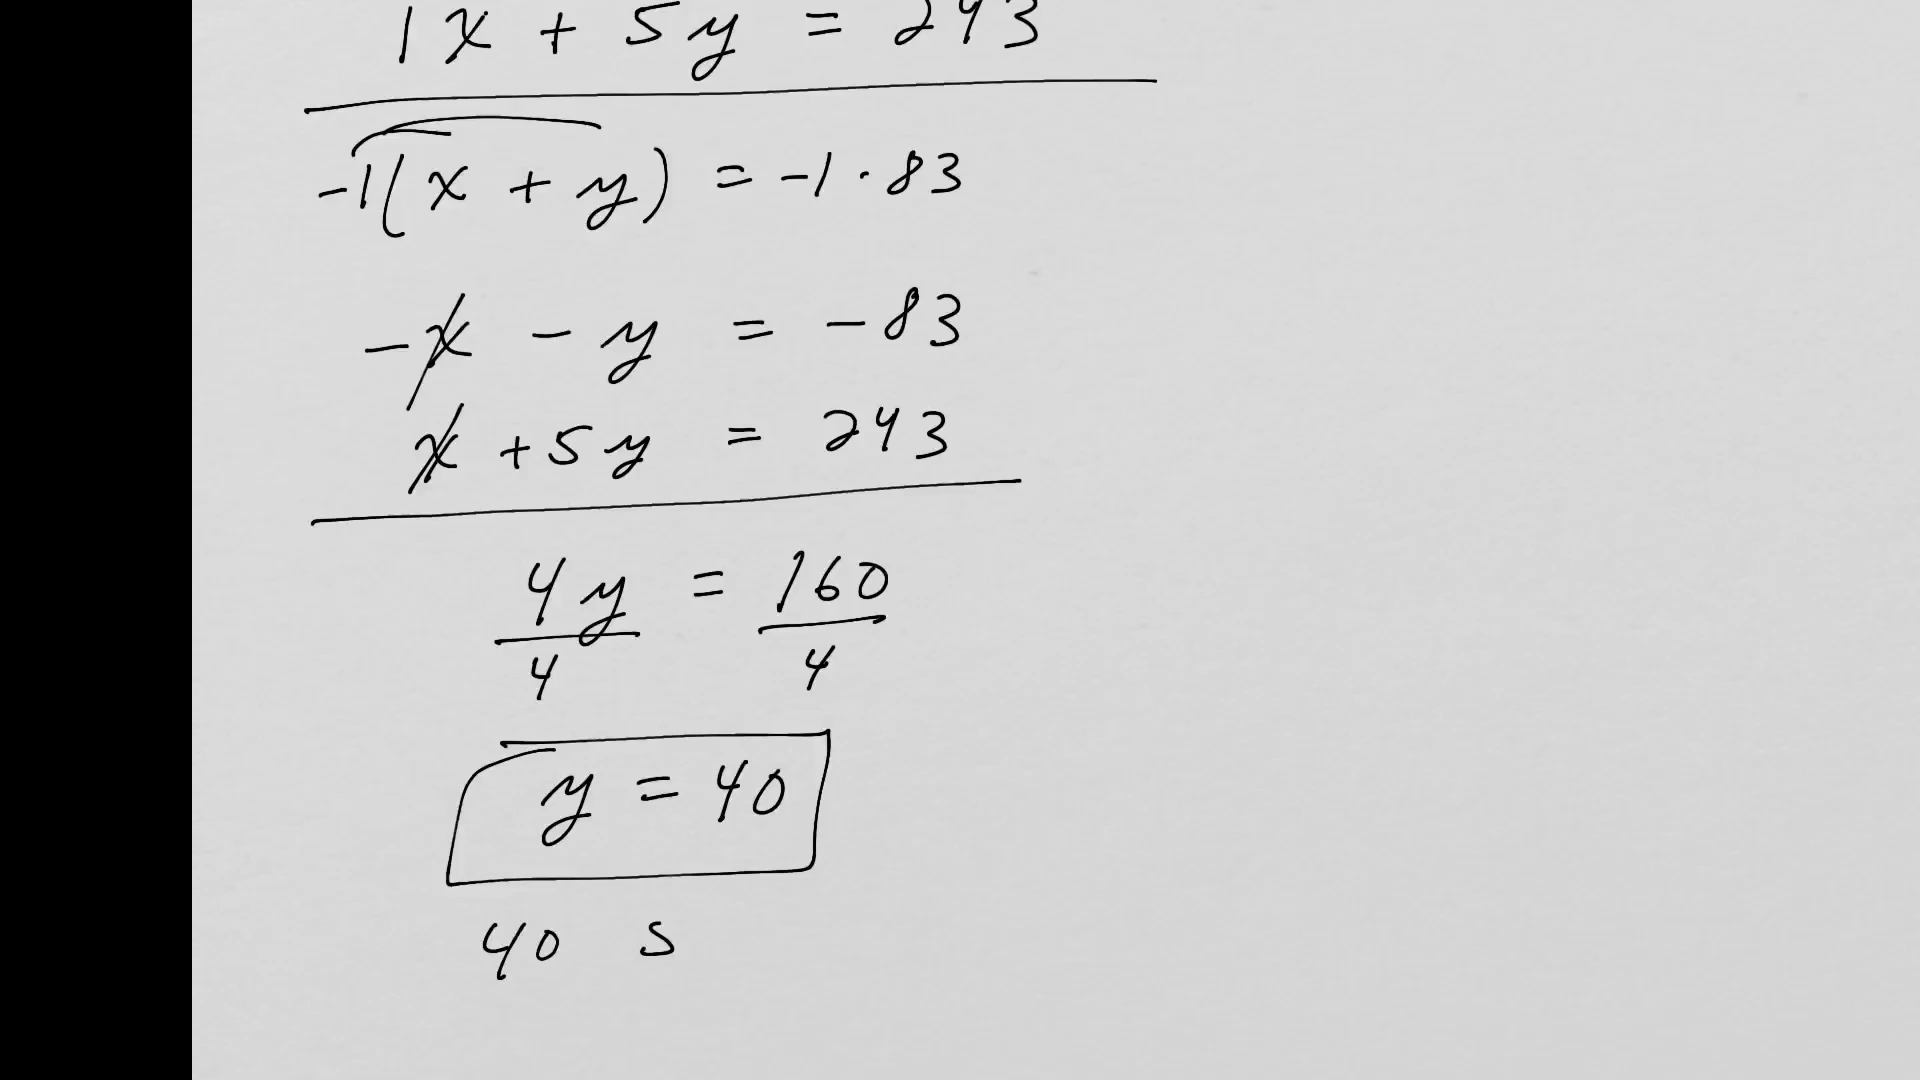 1x + 5y = 243
-1(x + y) = -1 · 83
-x - y = -83
x + 5y = 243
4y = 160
4 4
y = 40
40 s